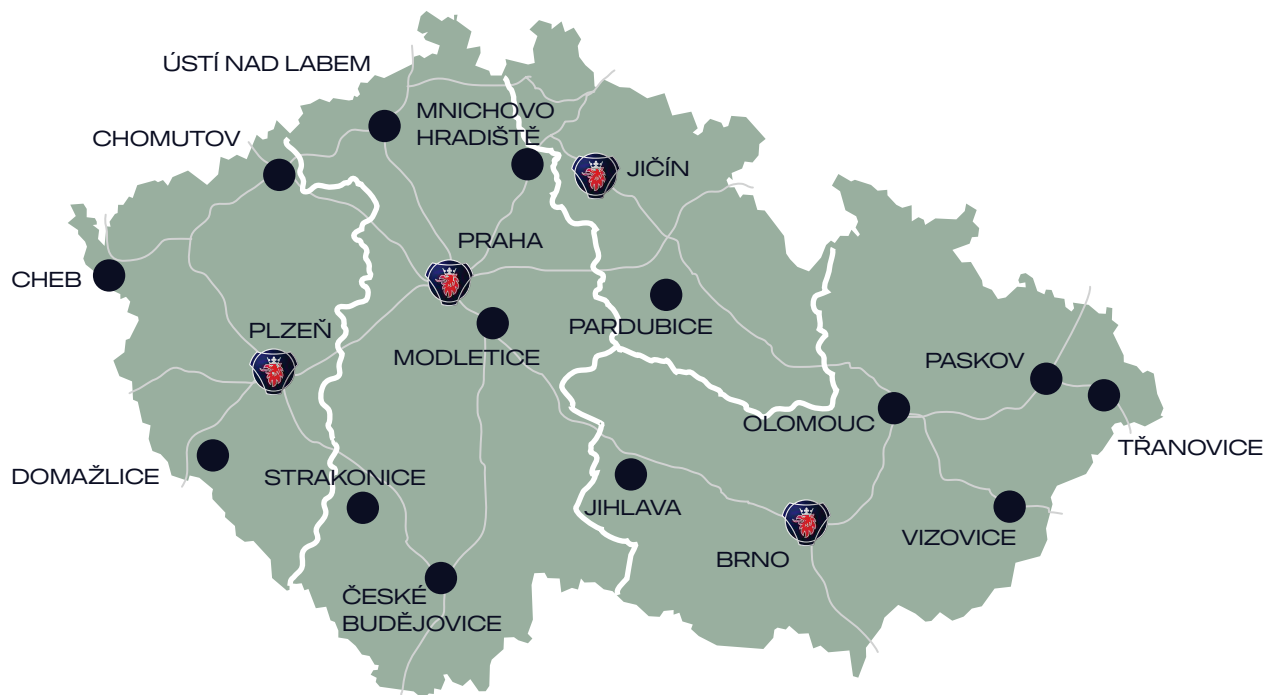 ÚSTÍ NAD LABEM
MNICHOVO
HRADIŠTĚ
CHOMUTOV
JIČÍN
PRAHA
CHEB
PLZEŇ
PARDUBICE
MODLETICE
PASKOV
OLOMOUC
TŘANOVICE
DOMAŽLICE
STRAKONICE
JIHLAVA
VIZOVICE
BRNO
ČESKÉ
BUDĚJOVICE